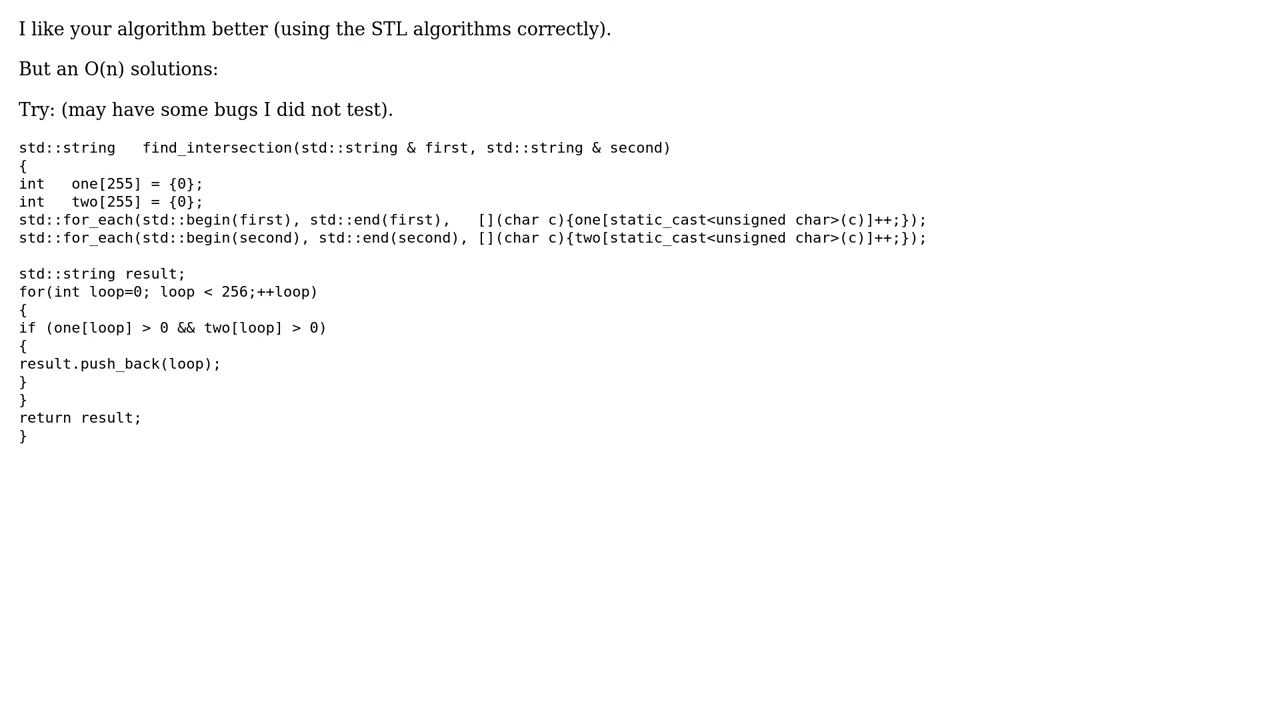 I like your algorithm better (using the STL algorithms correctly).
But an O(n) solutions:
Try: (may have some bugs I did not test).
std::string   find_intersection(std::string & first, std::string & second)
{
int   one[255] = {0};
int   two[255] = {0};
std::for_each(std::begin(first), std::end(first),   [](char c){one[static_cast<unsigned char>(c)]++;});
std::for_each(std::begin(second), std::end(second), [](char c){two[static_cast<unsigned char>(c)]++;});
std::string result;
for(int loop=0; loop < 256;++loop)
{
if (one[loop] > 0 && two[loop] > 0)
{
result.push_back(loop);
}
}
return result;
}